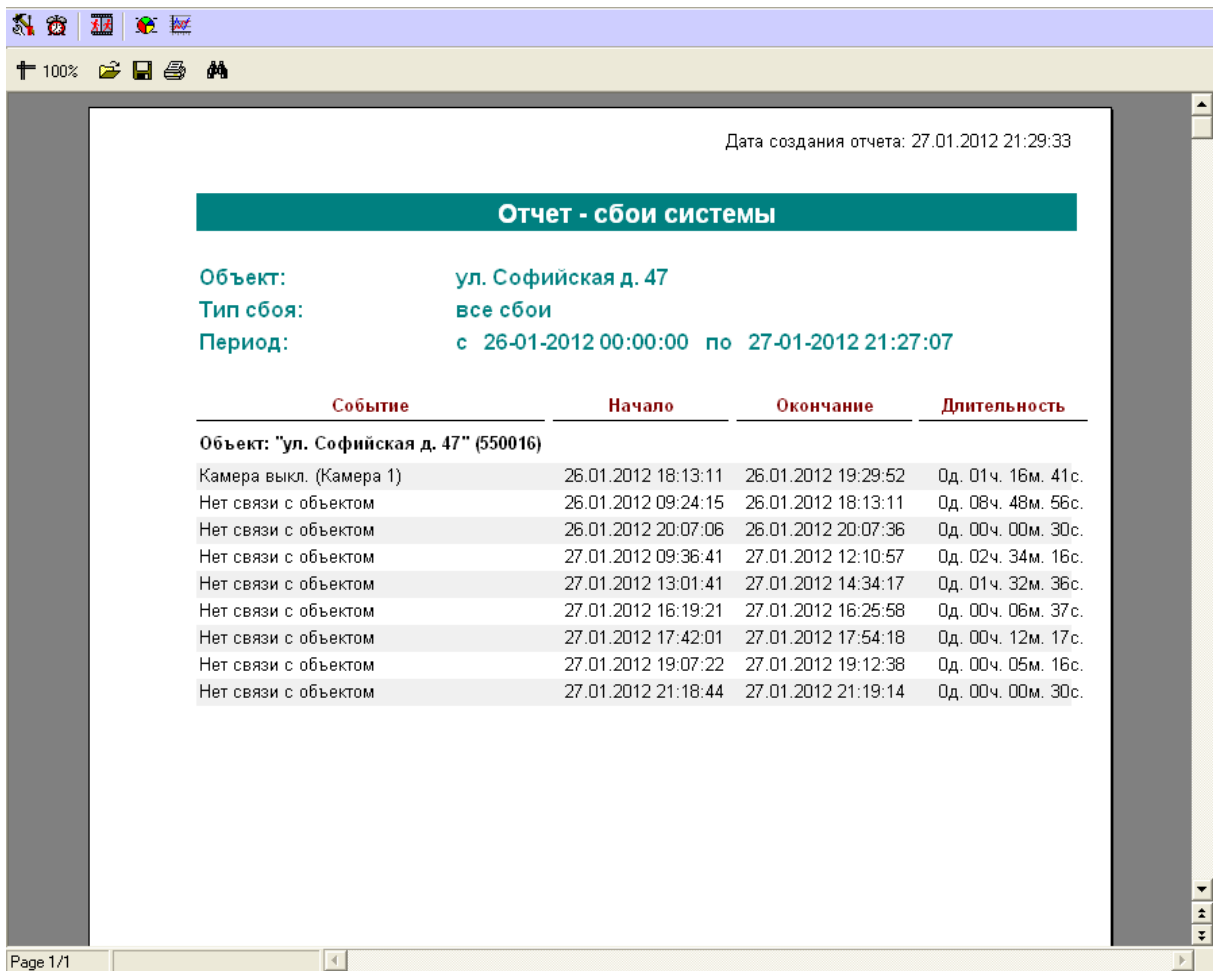 100%
Дата создания отчета: 27.01.2012 21:29:33
Отчет - сбои системы
Объект: ул. Софийская д. 47
Тип сбоя: все сбои
Период: с 26-01-2012 00:00:00 по 27-01-2012 21:27:07
Событие Начало Окончание Длительность
Объект: "ул. Софийская д. 47" (550016)
Камера выкл. (Камера 1) 26.01.2012 18:13:11 26.01.2012 19:29:52 0д. 01ч. 16м. 41с.
Нет связи с объектом 26.01.2012 09:24:15 26.01.2012 18:13:11 0д. 08ч. 48м. 56с.
Нет связи с объектом 26.01.2012 20:07:06 26.01.2012 20:07:36 0д. 00ч. 00м. 30с.
Нет связи с объектом 27.01.2012 09:36:41 27.01.2012 12:10:57 0д. 02ч. 34м. 16с.
Нет связи с объектом 27.01.2012 13:01:41 27.01.2012 14:34:17 0д. 01ч. 32м. 36с.
Нет связи с объектом 27.01.2012 16:19:21 27.01.2012 16:25:58 0д. 00ч. 06м. 37с.
Нет связи с объектом 27.01.2012 17:42:01 27.01.2012 17:54:18 0д. 00ч. 12м. 17с.
Нет связи с объектом 27.01.2012 19:07:22 27.01.2012 19:12:38 0д. 00ч. 05м. 16с.
Нет связи с объектом 27.01.2012 21:18:44 27.01.2012 21:19:14 0д. 00ч. 00м. 30с.
Page 1/1